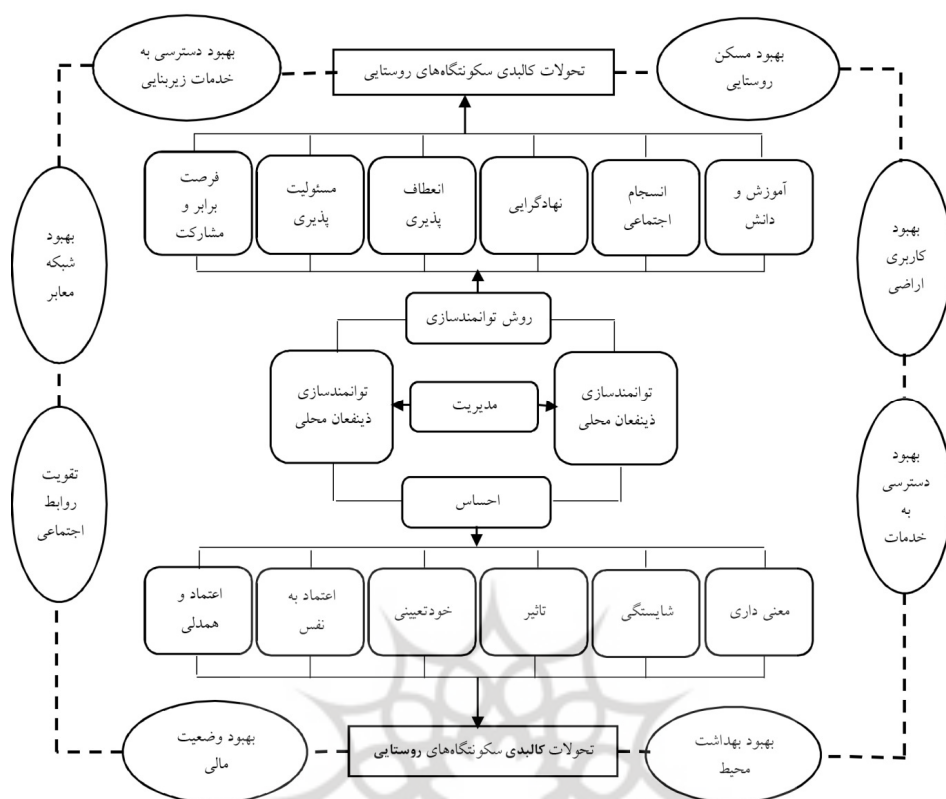 بهبود مسکن
روستایی
تحولات کالبدی سکونتگاه‌های روستایی
بهبود دسترسی به
خدمات زیربنایی
آموزش و
دانش
انسجام
اجتماعی
نهادگرایی
انعطاف
پذیری
مسئولیت
پذیری
فرصت
برابر و
مشارکت
بهبود
کاربری
اراضی
بهبود
شبکه
معابر
روش توانمندسازی
توانمندسازی
ذینفعان محلی
مدیریت
توانمندسازی
ذینفعان محلی
احساس
بهبود
دسترسی
به
خدمات
تقویت
روابط
اجتماعی
معنی داری
شایستگی
تاثیر
خودتعیینی
اعتماد به
نفس
اعتماد و
همدلی
بهبود بهداشت
محیط
تحولات کالبدی سکونتگاه‌های روستایی
بهبود وضعیت
مالی